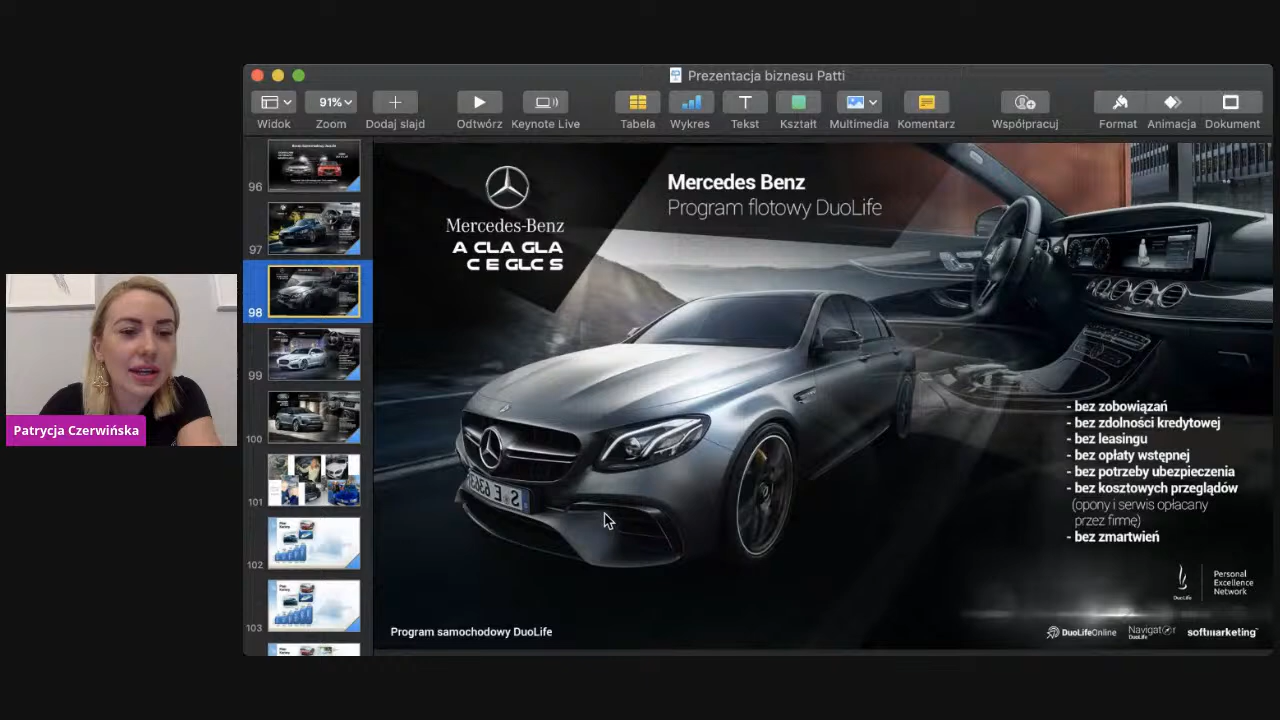 Prezentacja biznesu Patti
91%
Widok
Zoom
Dodaj slajd
Odtwórz
Keynote Live
Tabela
Wykres
Tekst
Kształt
Multimedia
Komentarz
Współpracuj
Format
Animacja
Dokument
96
97
98
99
100
101
102
103
Patrycja Czerwińska
Mercedes-Benz
A CLA GLA
C E GLC S
Mercedes Benz
Program flotowy DuoLife
- bez zobowiązań
- bez zdolności kredytowej
- bez leasingu
- bez opłaty wstępnej
- bez potrzeby ubezpieczenia
- bez kosztowych przeglądów
(opony i serwis opłacany
przez firmę)
- bez zmartwień
DuoLife
Personal
Excellence
Network
Program samochodowy DuoLife
DuoLifeOnline
Navigator
DuoLife
softmarketing